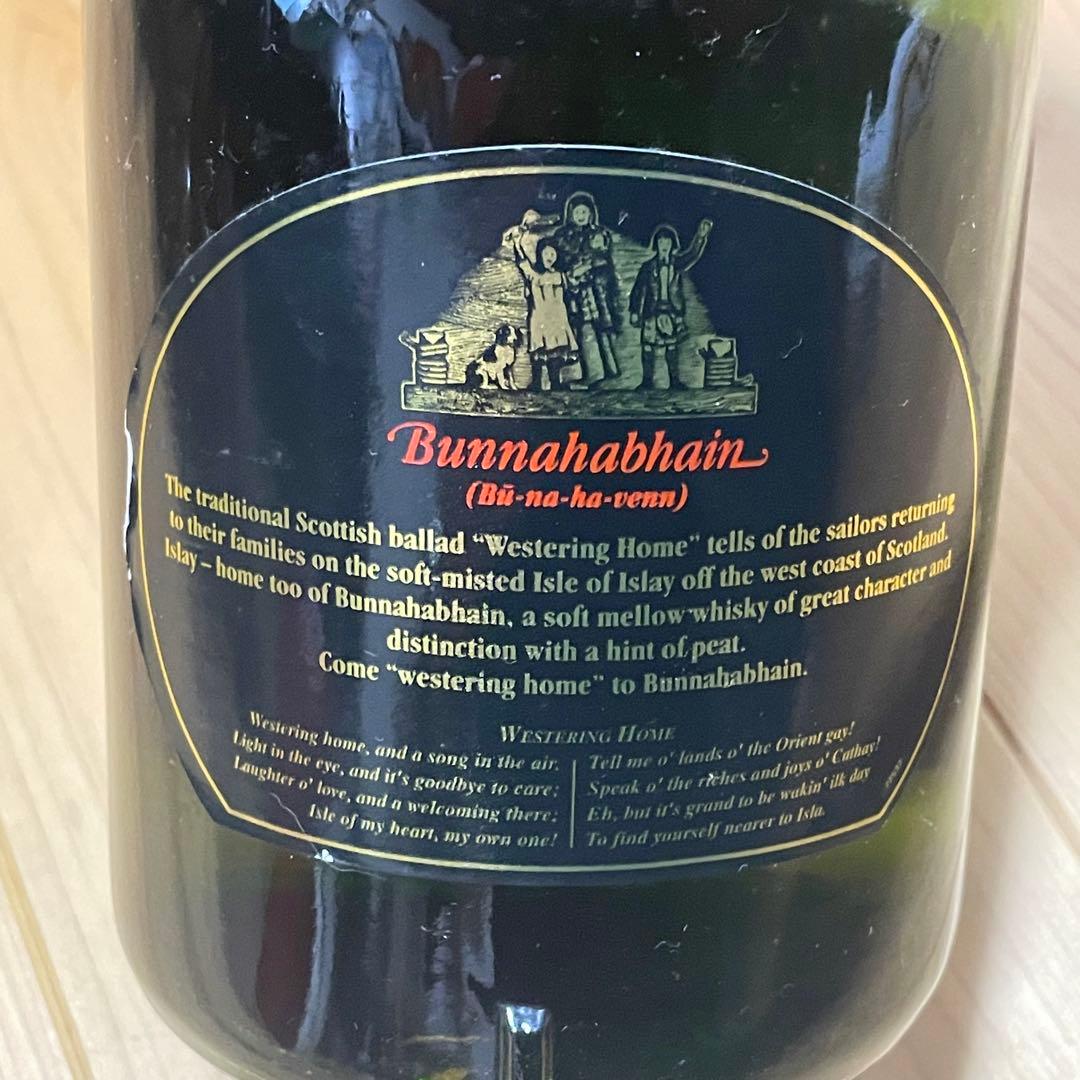 Bunnahabhain
(Bū-na-ha-venn)
The traditional Scottish ballad “Westering Home” tells of the sailors returning
to their families on the soft-misted Isle of Islay off the west coast of Scotland.
Islay – home too of Bunnahabhain, a soft mellow whisky of great character and
distinction with a hint of peat.
Come “westering home” to Bunnahabhain.
WESTERING HOME
Westering home, and a song in the air,
Light in the eye, and it's goodbye to care;
Laughter o' love, and a welcoming there;
Isle of my heart, my own one!
Tell me o' lands o' the Orient gay!
Speak o' the riches and joys o' Cathay!
Eh, but it's grand to be wakin' ilk day
To find yourself nearer to Isla.